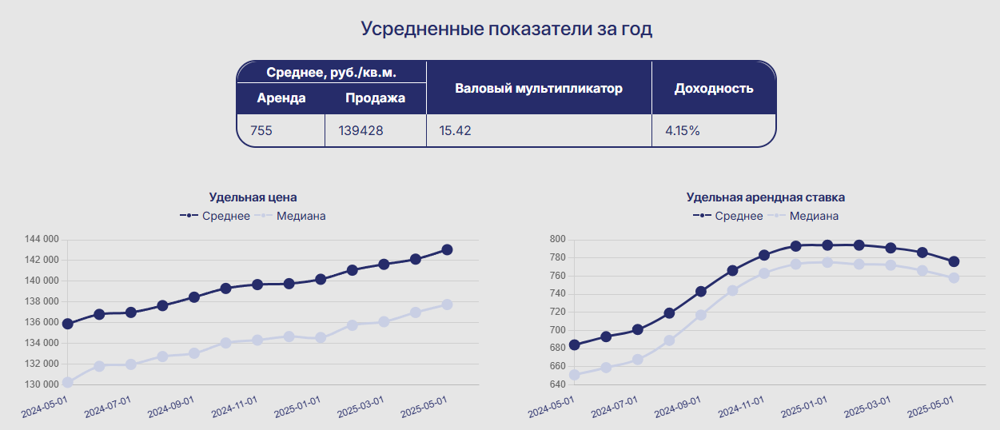 Усредненные показатели за год
Среднее, руб./кв.м.
Аренда Продажа Валовый мультипликатор Доходность
755 139428 15.42 4.15%
Удельная цена
Среднее Медиана
144 000
142 000
140 000
138 000
136 000
134 000
132 000
130 000
2024-05-01 2024-07-01 2024-09-01 2024-11-01 2025-01-01 2025-03-01 2025-05-01
Удельная арендная ставка
Среднее Медиана
800
780
760
740
720
700
680
660
640
2024-05-01 2024-07-01 2024-09-01 2024-11-01 2025-01-01 2025-03-01 2025-05-01